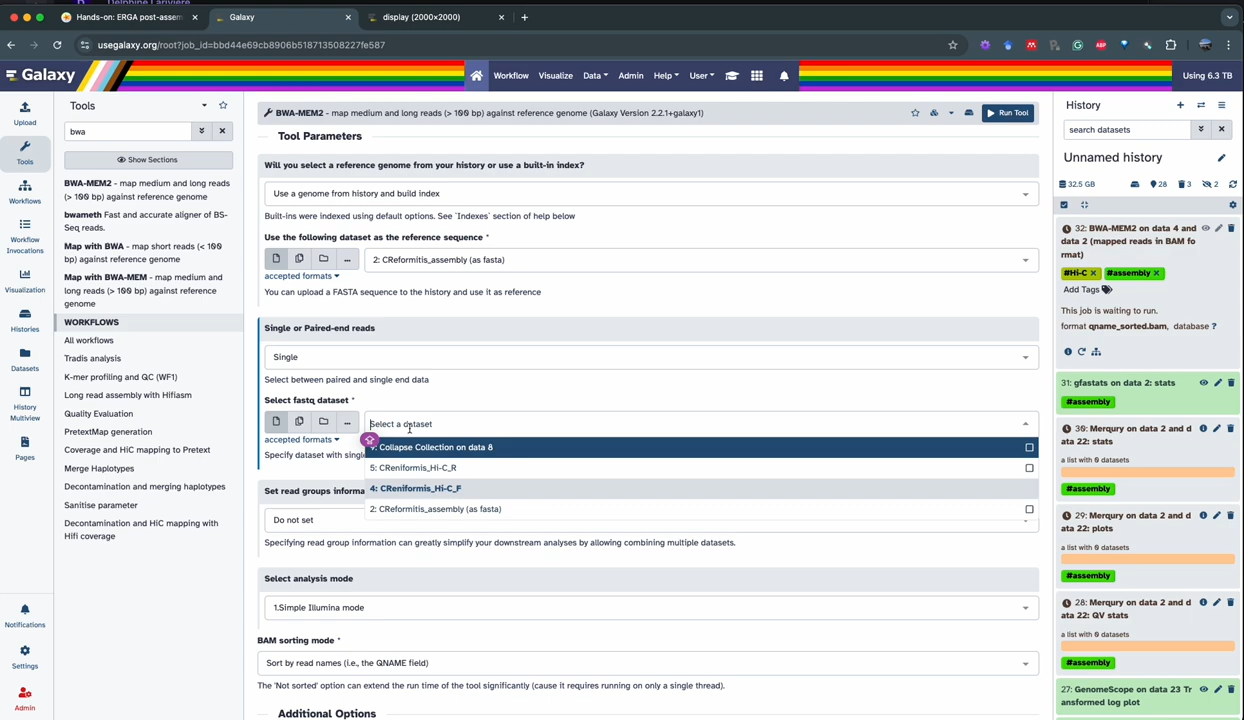 Delphine Lariviere
Hands-on: ERGA post-assem
Galaxy
display (2000×2000)
usegalaxy.org/root?job_id=bbd44e69cb8906b518713508227fe587
Galaxy
Workflow
Visualize
Data
Admin
Help
User
Using 6.3 TB
Upload
Tools
Workflows
Workflow
Invocations
Visualization
Histories
Datasets
History
Multiview
Pages
Notifications
Settings
Admin
Tools
bwa
Show Sections
BWA-MEM2 - map medium and long reads
(> 100 bp) against reference genome
bwameth Fast and accurate aligner of BS-
Seq reads.
Map with BWA - map short reads (< 100
bp) against reference genome
Map with BWA-MEM - map medium and
long reads (> 100 bp) against reference
genome
WORKFLOWS
All workflows
Tradis analysis
K-mer profiling and QC (WF1)
Long read assembly with Hifiasm
Quality Evaluation
PretextMap generation
Coverage and HiC mapping to Pretext
Merge Haplotypes
Decontamination and merging haplotypes
Sanitise parameter
Decontamination and HiC mapping with
Hifi coverage
BWA-MEM2 - map medium and long reads (> 100 bp) against reference genome (Galaxy Version 2.2.1+galaxy1)
Run Tool
Tool Parameters
Will you select a reference genome from your history or use a built-in index?
Use a genome from history and build index
Built-ins were indexed using default options. See `Indexes` section of help below
Use the following dataset as the reference sequence *
2: CReformitis_assembly (as fasta)
accepted formats
You can upload a FASTA sequence to the history and use it as reference
Single or Paired-end reads
Single
Select between paired and single end data
Select fastq dataset *
Select a dataset
accepted formats
9: Collapse Collection on data 8
Specify dataset with singl
5: CReniformis_Hi-C_R
4: CReniformis_Hi-C_F
Set read groups informa
2: CReformitis_assembly (as fasta)
Do not set
Specifying read group information can greatly simplify your downstream analyses by allowing combining multiple datasets.
Select analysis mode
1.Simple Illumina mode
BAM sorting mode *
Sort by read names (i.e., the QNAME field)
The 'Not sorted' option can extend the run time of the tool significantly (cause it requires running on only a single thread).
Additional Options
History
search datasets
Unnamed history
32.5 GB
28
3
2
32: BWA-MEM2 on data 4 and
data 2 (mapped reads in BAM fo
rmat)
#Hi-C
#assembly
Add Tags
This job is waiting to run.
format qname_sorted.bam, database ?
31: gfastats on data 2: stats
#assembly
30: Merqury on data 2 and d
ata 22: stats
a list with 0 datasets
#assembly
29: Merqury on data 2 and d
ata 22: plots
a list with 0 datasets
#assembly
28: Merqury on data 2 and d
ata 22: QV stats
a list with 0 datasets
#assembly
27: GenomeScope on data 23 Tr
ansformed log plot